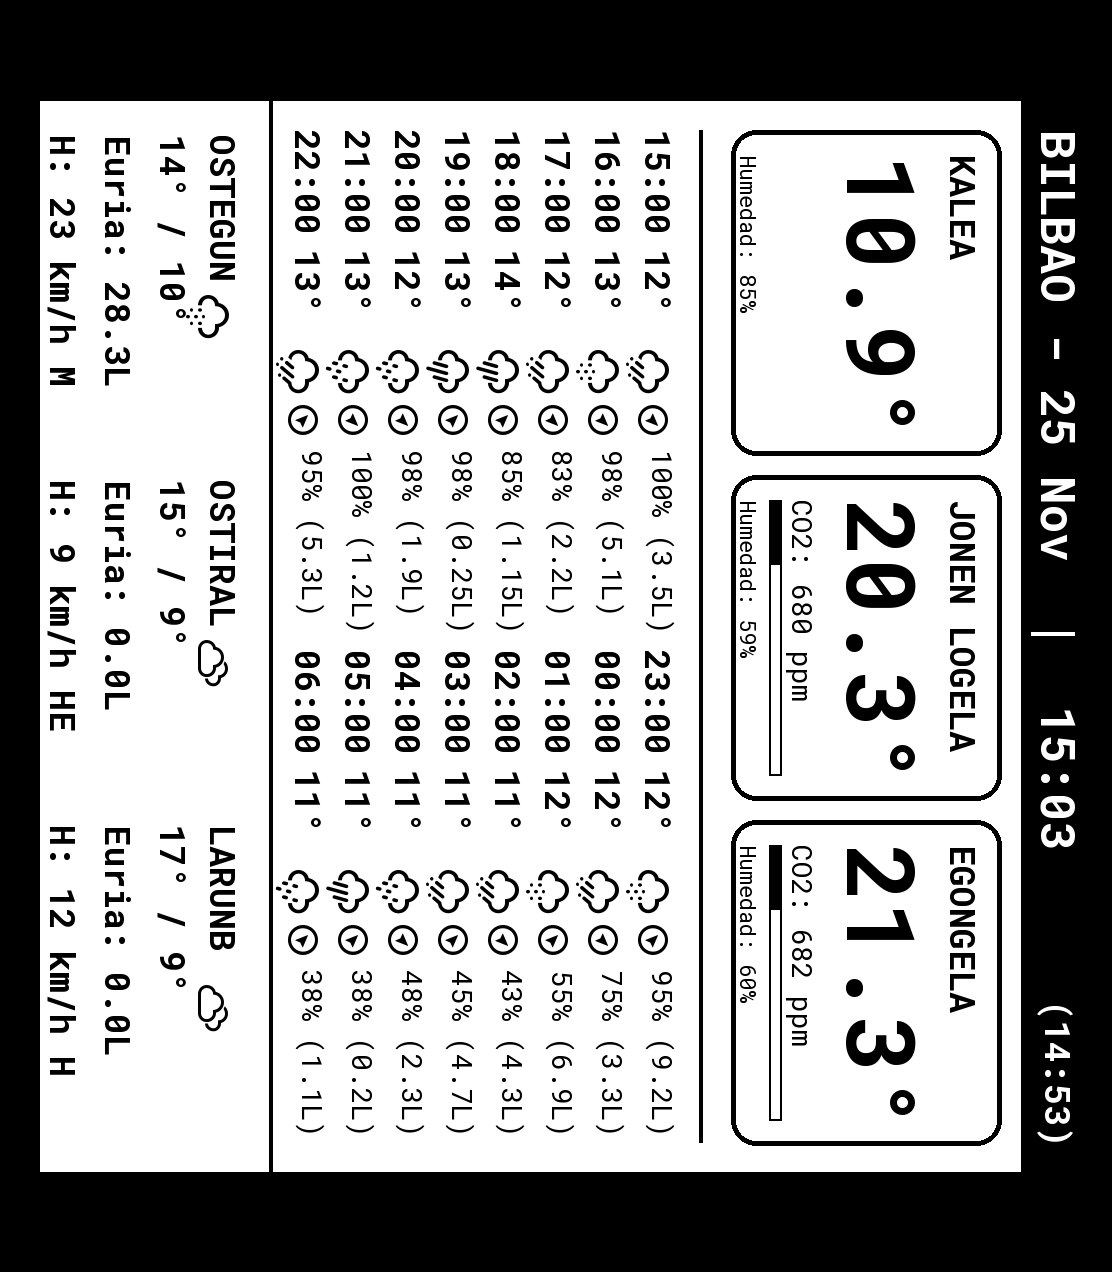 BILBAO - 25 Nov | 15:03 (14:53)
KALEA
10.9°
Humedad: 85%
JONEN LOGELA
20.3°
CO2: 680 ppm
Humedad: 59%
EGONGELA
21.3°
CO2: 682 ppm
Humedad: 60%
15:00 12° 100% (3.5L)
16:00 13° 98% (5.1L)
17:00 12° 83% (2.2L)
18:00 14° 85% (1.15L)
19:00 13° 98% (0.25L)
20:00 12° 98% (1.9L)
21:00 13° 100% (1.2L)
22:00 13° 95% (5.3L)
23:00 12° 95% (9.2L)
00:00 12° 75% (3.3L)
01:00 12° 55% (6.9L)
02:00 11° 43% (4.3L)
03:00 11° 45% (4.7L)
04:00 11° 48% (2.3L)
05:00 11° 38% (0.2L)
06:00 11° 38% (1.1L)
OSTEGUN
14° / 10°
Euria: 28.3L
H: 23 km/h M
OSTIRAL
15° / 9°
Euria: 0.0L
H: 9 km/h HE
LARUNB
17° / 9°
Euria: 0.0L
H: 12 km/h H